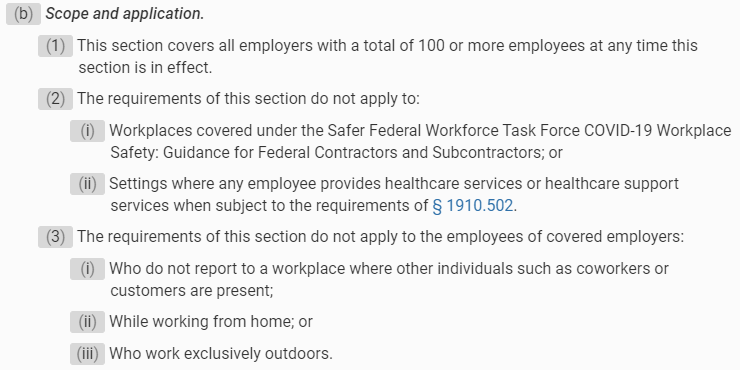 (b) Scope and application.
(1) This section covers all employers with a total of 100 or more employees at any time this
section is in effect.
(2) The requirements of this section do not apply to:
(i) Workplaces covered under the Safer Federal Workforce Task Force COVID-19 Workplace
Safety: Guidance for Federal Contractors and Subcontractors; or
(ii) Settings where any employee provides healthcare services or healthcare support
services when subject to the requirements of § 1910.502.
(3) The requirements of this section do not apply to the employees of covered employers:
(i) Who do not report to a workplace where other individuals such as coworkers or
customers are present;
(ii) While working from home; or
(iii) Who work exclusively outdoors.